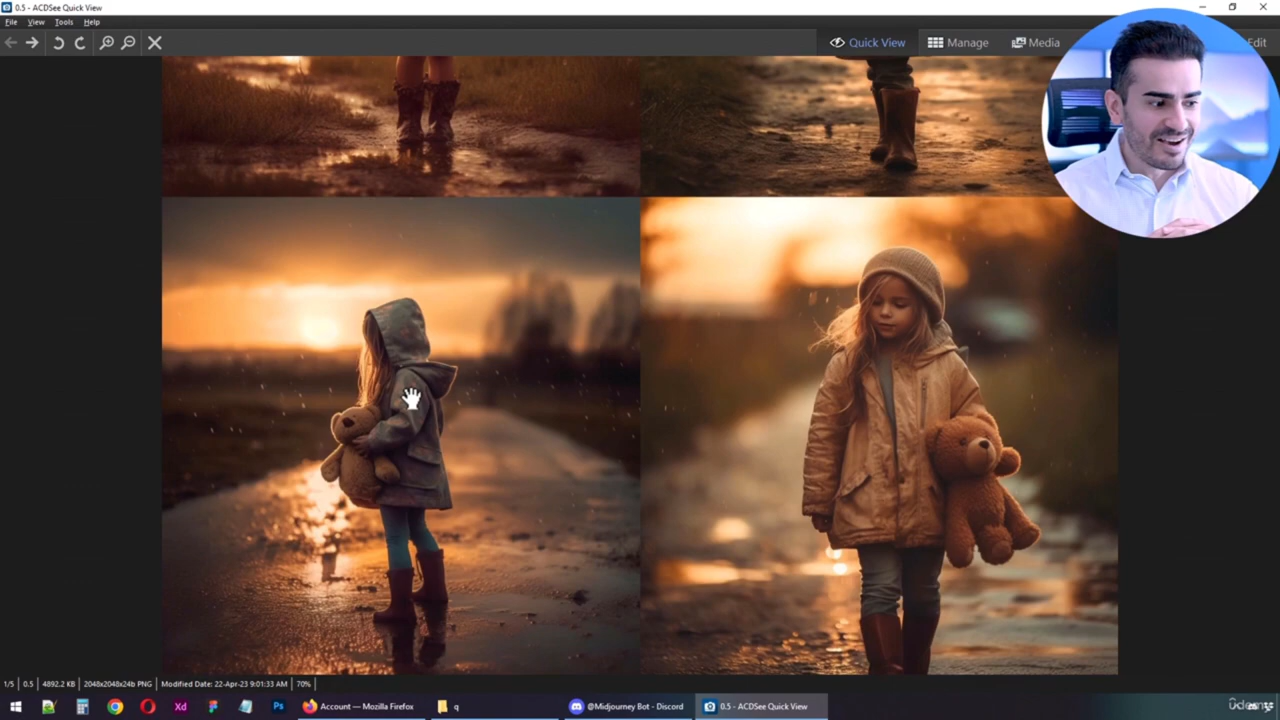 0.5 - ACDSee Quick View
File View Tools Help
Quick View Manage Media Edit
1/5 0.5 4892.2 KB 2048x2048x24b PNG Modified Date: 22-Apr-23 9:01:33 AM 70%
Xd Ps Account — Mozilla Firefox q @Midjourney Bot - Discord 0.5 - ACDSee Quick View